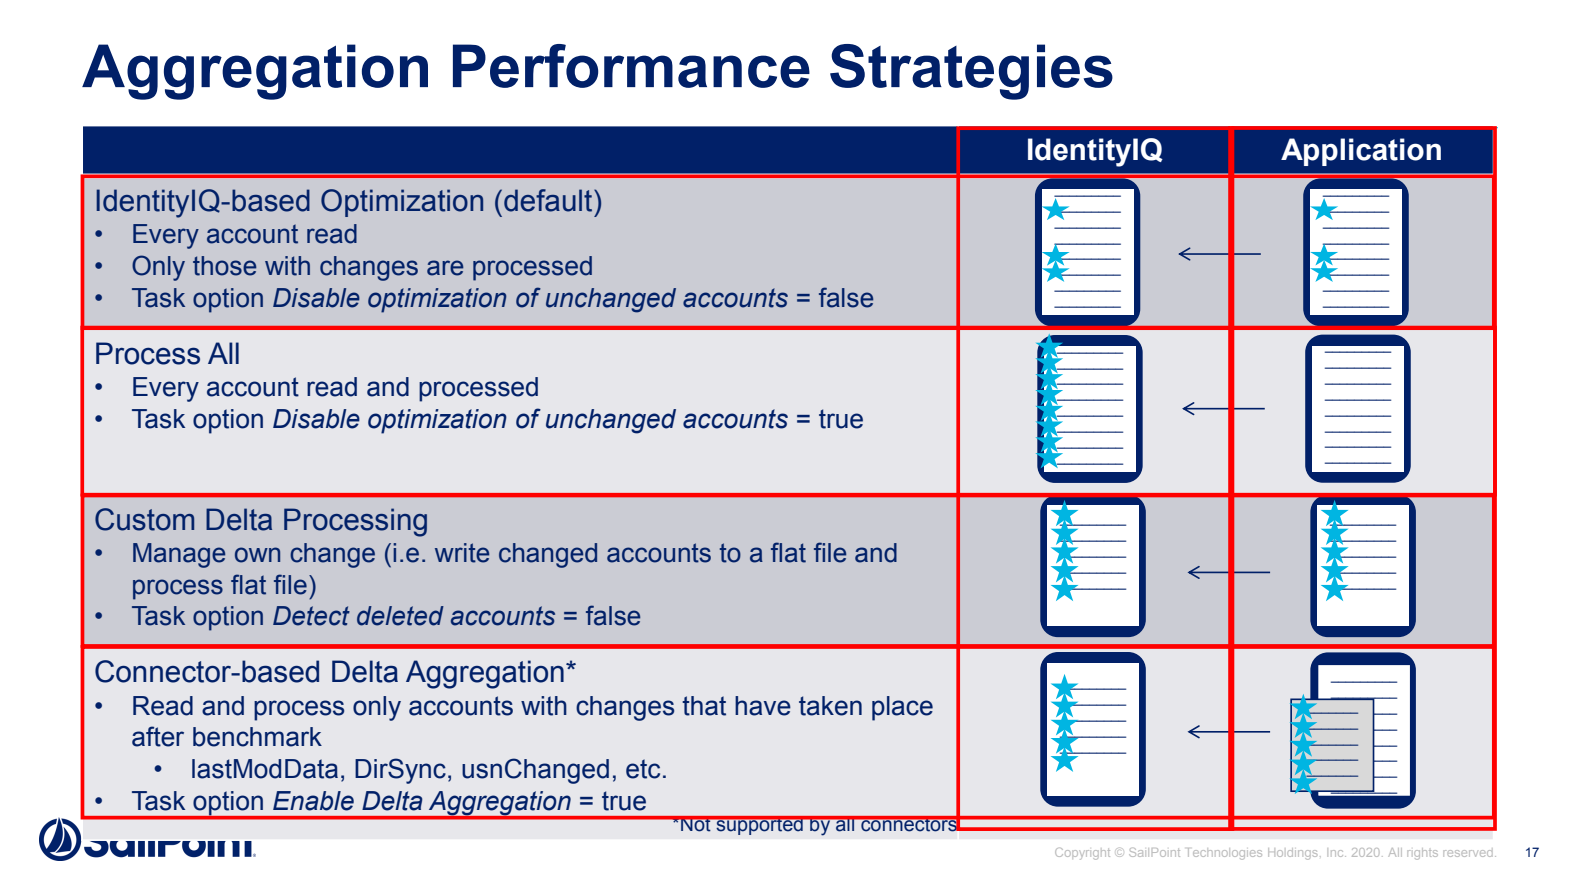 Aggregation Performance Strategies
IdentityIQ
Application
IdentityIQ-based Optimization (default)
• Every account read
• Only those with changes are processed
• Task option Disable optimization of unchanged accounts = false
Process All
• Every account read and processed
• Task option Disable optimization of unchanged accounts = true
Custom Delta Processing
• Manage own change (i.e. write changed accounts to a flat file and
process flat file)
• Task option Detect deleted accounts = false
Connector-based Delta Aggregation*
• Read and process only accounts with changes that have taken place
after benchmark
• lastModData, DirSync, usnChanged, etc.
• Task option Enable Delta Aggregation = true
*Not supported by all connectors
SailPoint.
Copyright © SailPoint Technologies Holdings, Inc. 2020. All rights reserved.
17